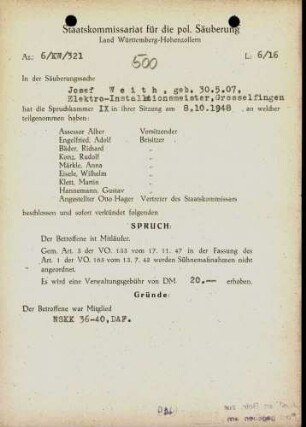 Staatskommissariat für die pol. Säuberung
Land Württemberg-Hohenzollern
Az.: 6/KW/321
L: 6/16
500
In der Säuberungssache
Josef Weith, geb. 30.5.07,
Elektro-Installationsmeister, Grosselfingen
hat die Spruchkammer IX in ihrer Sitzung am 8.10.1948, an welcher
teilgenommen haben:
Assessor Alker Vorsitzender
Engelfried, Adolf Beisitzer
Bäder, Richard "
Konz, Rudolf "
Märkle, Anna "
Eisele, Wilhelm "
Klett, Martin "
Hannemann, Gustav "
Angestellter Otto Hager Vertreter des Staatskommissars
beschlossen und sofort verkündet folgenden
SPRUCH:
Der Betroffene ist Mitläufer.
Gem. Art. 5 der VO. 133 vom 17. 11. 47 in der Fassung des
Art. 1 der VO. 165 vom 13. 7. 48 werden Sühnemaßnahmen nicht
angeordnet.
Es wird eine Verwaltungsgebühr von DM 20.— erhoben.
Gründe:
Der Betroffene war Mitglied
NSKK 36-40, DAF.